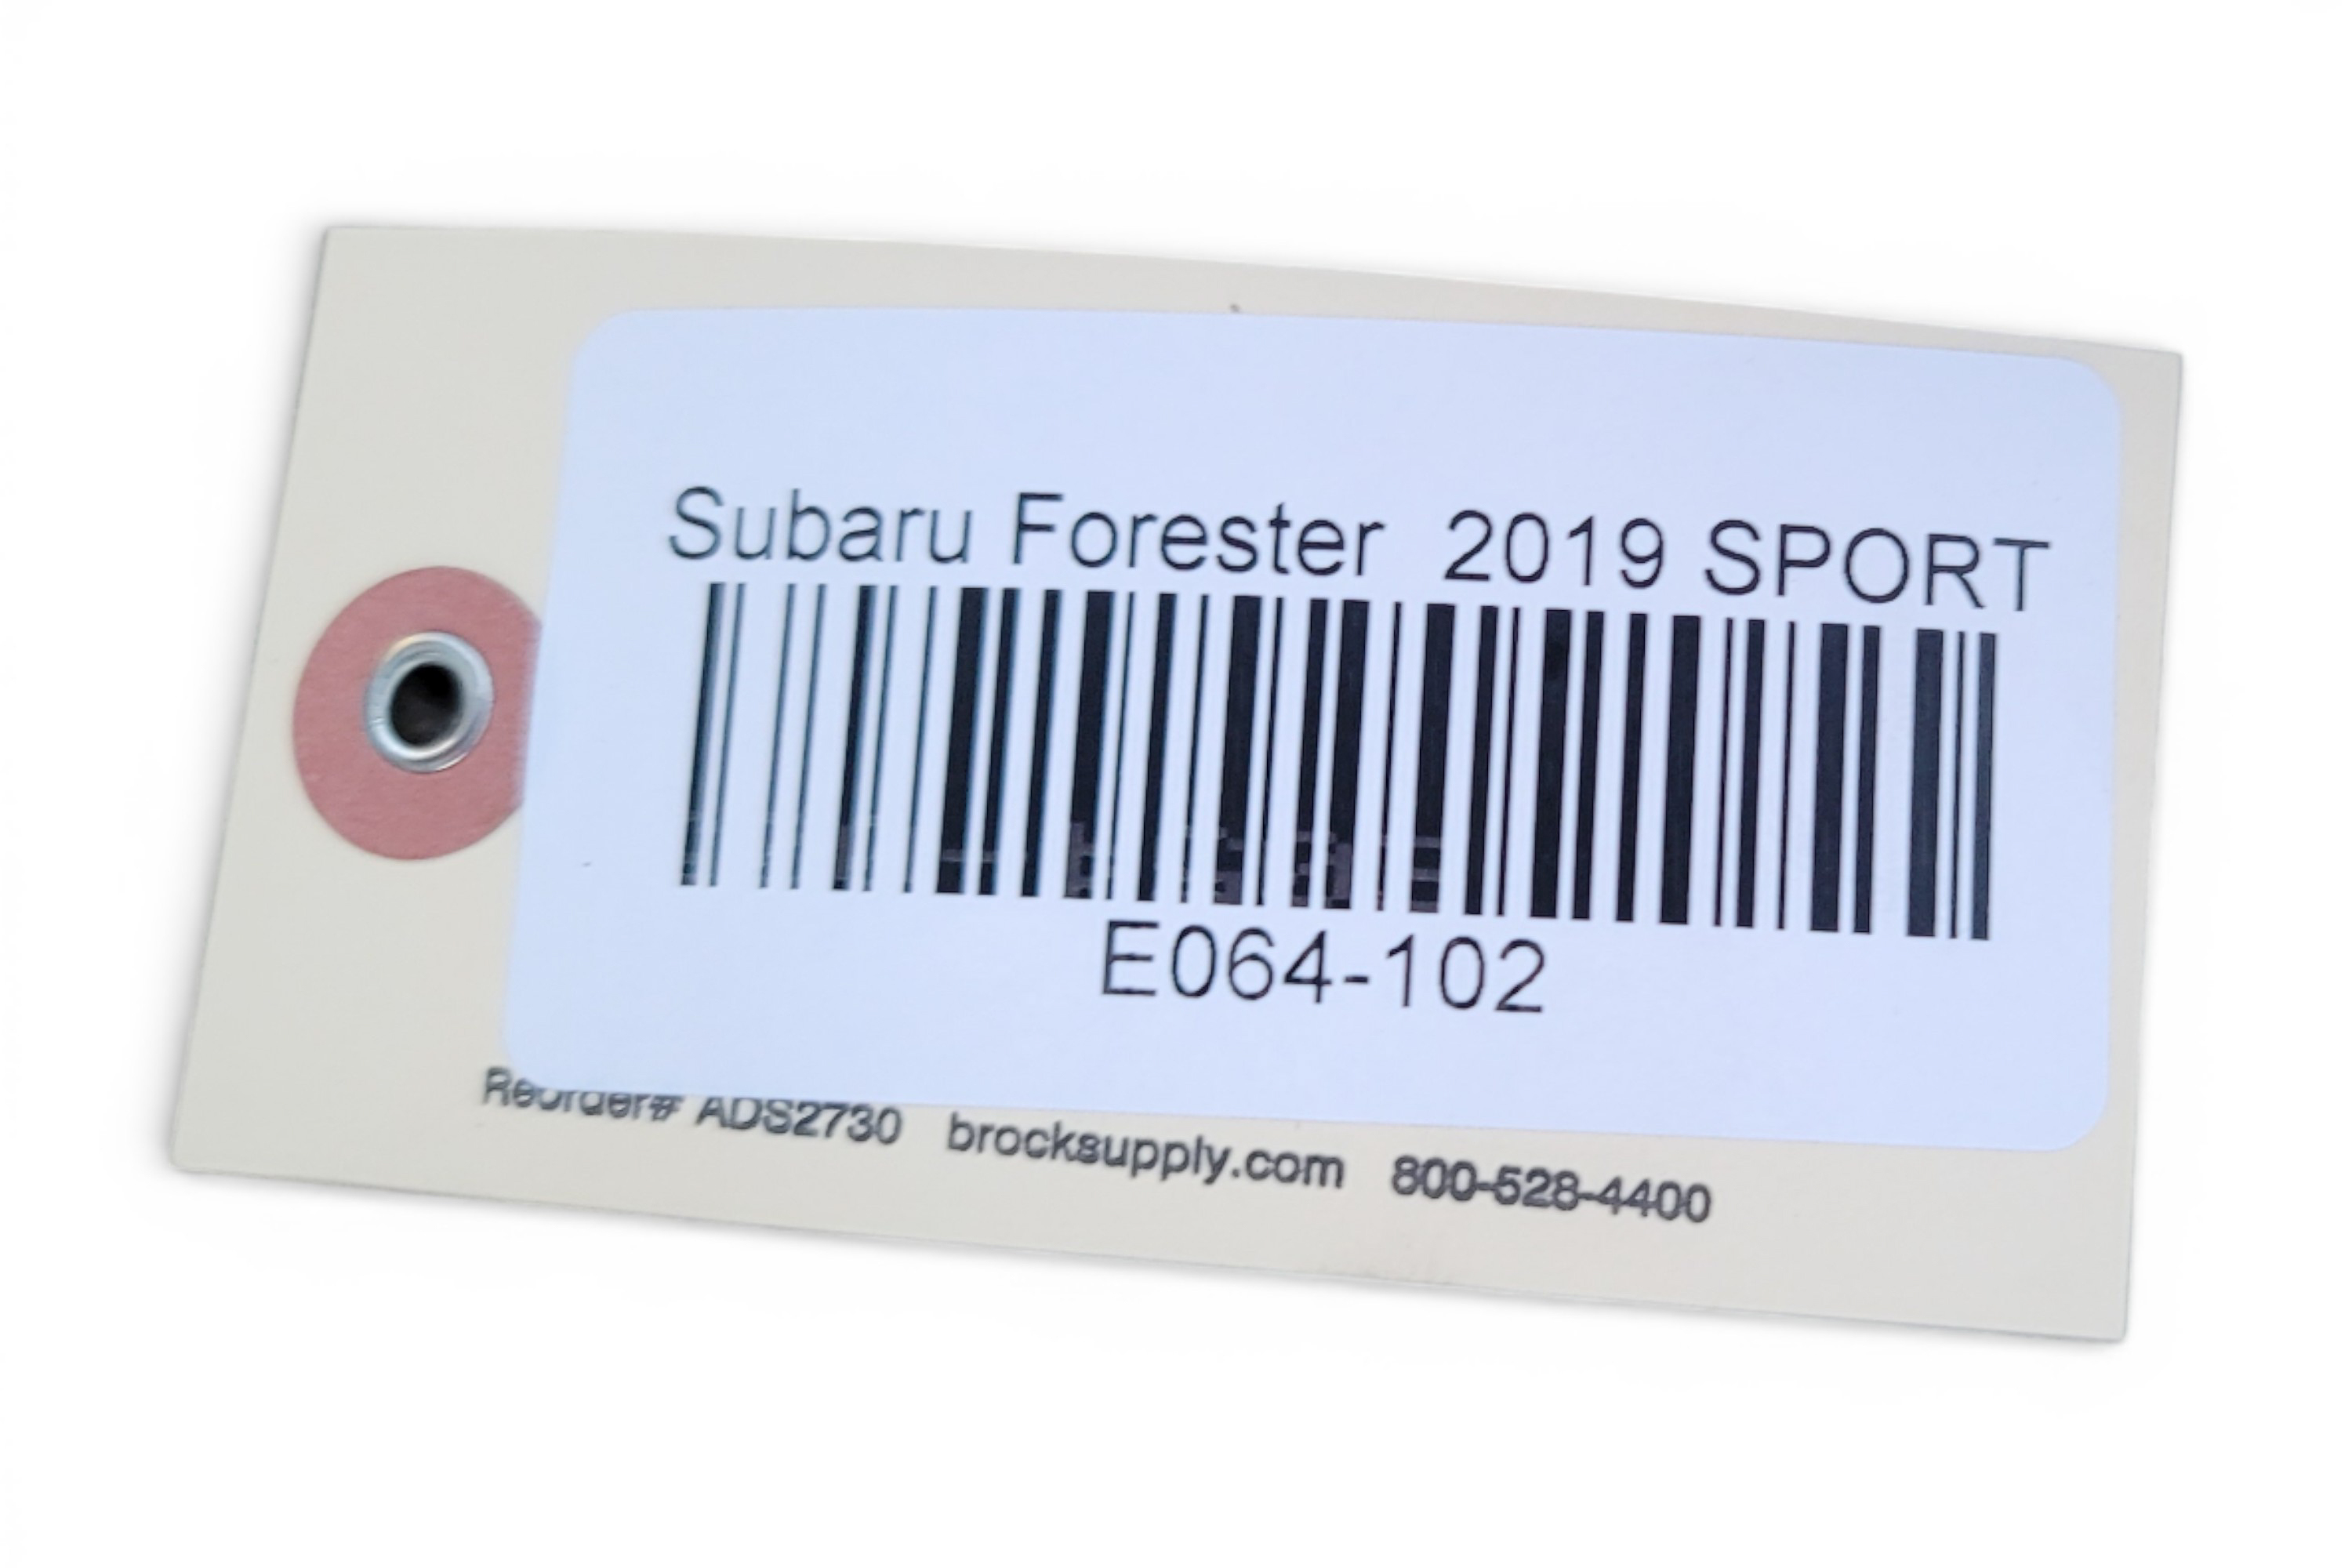 Subaru Forester 2019 SPORT
E064-102
Reorder# ADS2730 brocksupply.com 800-528-4400